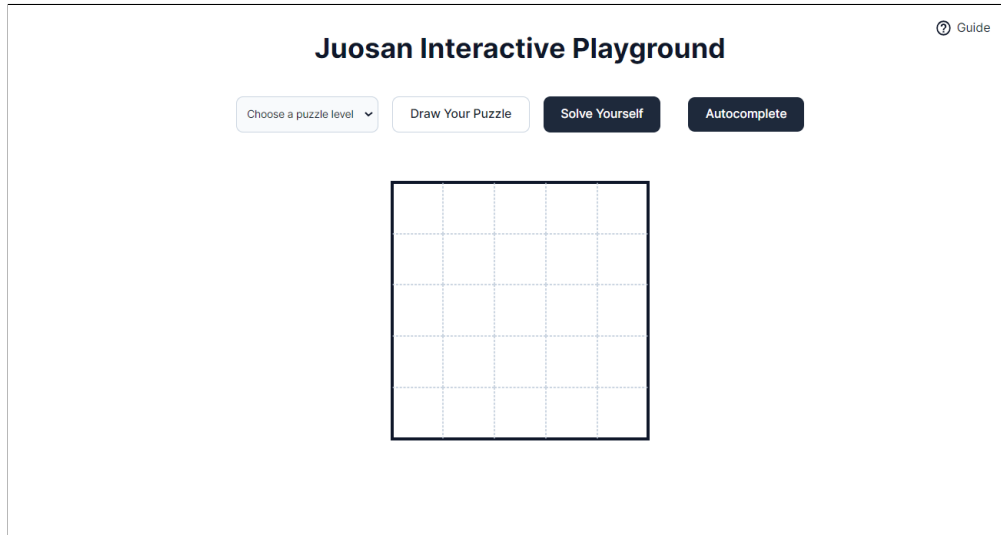 Guide
Juosan Interactive Playground
Choose a puzzle level
Draw Your Puzzle
Solve Yourself
Autocomplete